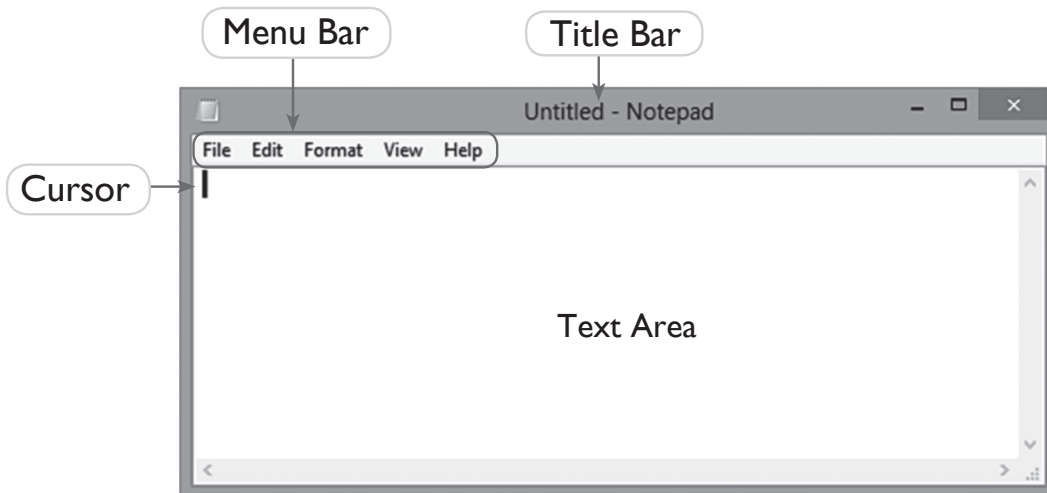 Menu Bar
Title Bar
Untitled - Notepad
File Edit Format View Help
Cursor
Text Area